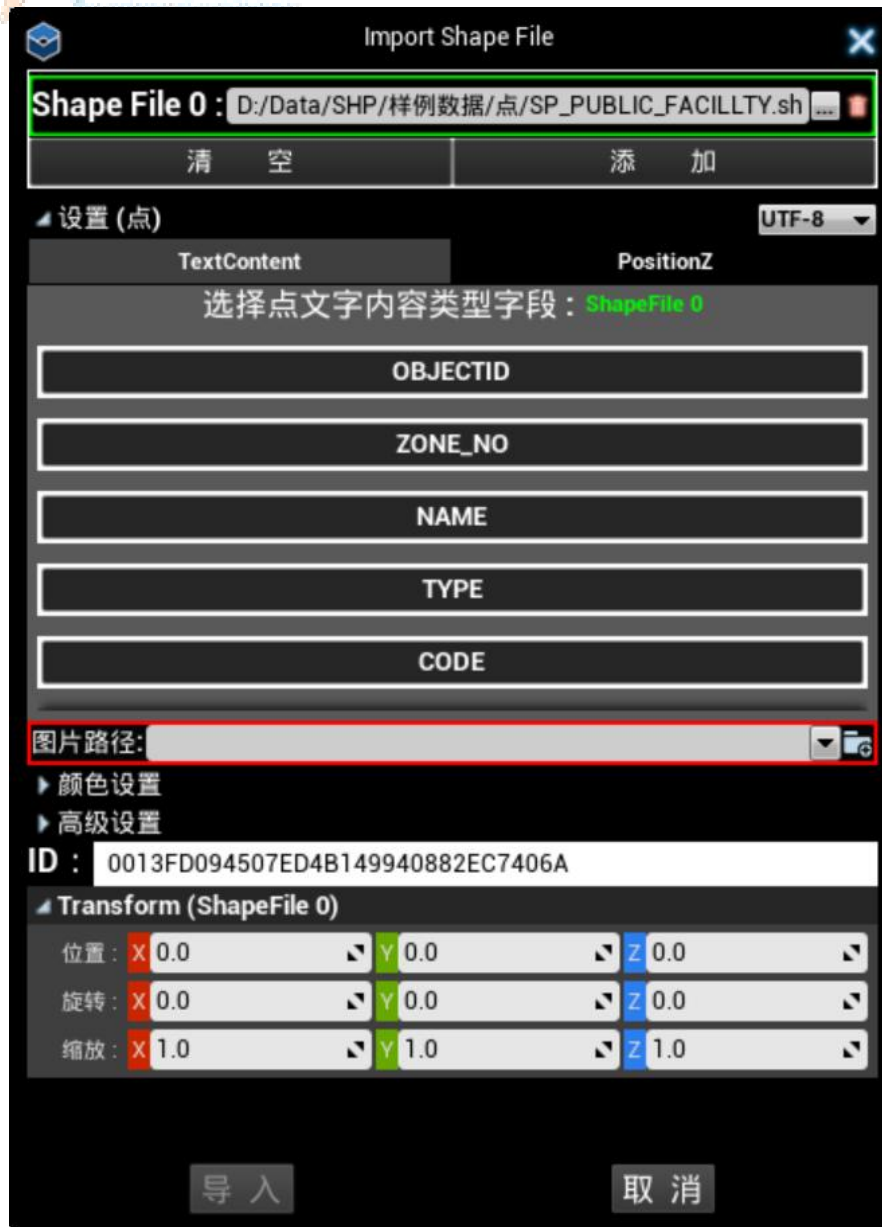 Import Shape File
Shape File 0 : D:/Data/SHP/样例数据/点/SP_PUBLIC_FACILLTY.sh ...
清 空 添 加
设置 (点) UTF-8
TextContent PositionZ
选择点文字内容类型字段 : ShapeFile 0
OBJECTID
ZONE_NO
NAME
TYPE
CODE
图片路径:
颜色设置
高级设置
ID : 0013FD094507ED4B149940882EC7406A
Transform (ShapeFile 0)
位置 : X 0.0 Y 0.0 Z 0.0
旋转 : X 0.0 Y 0.0 Z 0.0
缩放 : X 1.0 Y 1.0 Z 1.0
导 入 取 消